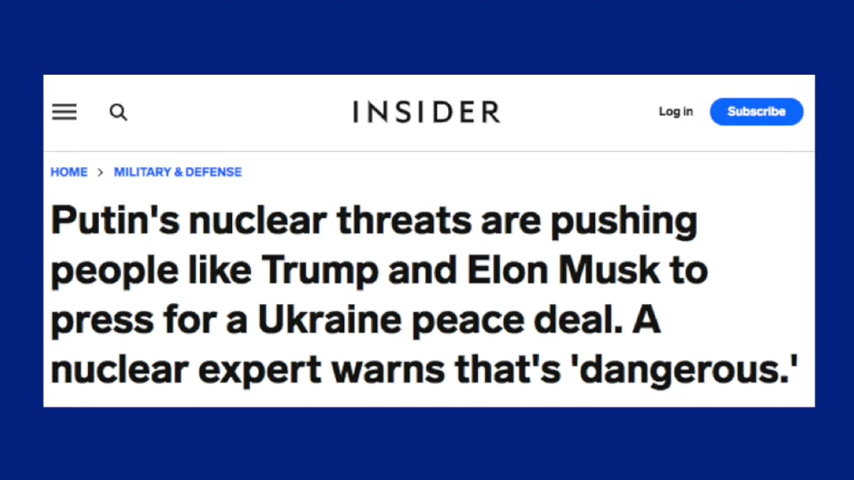 INSIDER
Log in
Subscribe
HOME > MILITARY & DEFENSE
Putin's nuclear threats are pushing
people like Trump and Elon Musk to
press for a Ukraine peace deal. A
nuclear expert warns that's 'dangerous.'